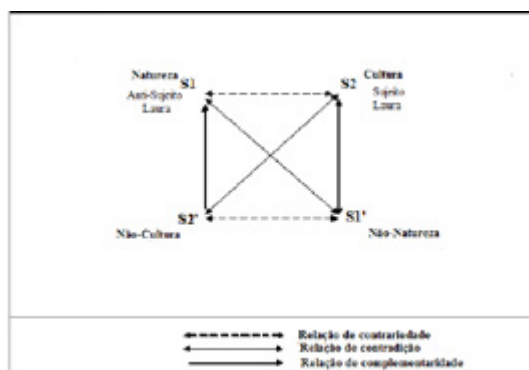 Natureza S1
Anti-Sujeito
Laura
S2 Cultura
Sujeito
Laura
S2'
Não-Cultura
S1'
Não-Natureza
Relação de contrariedade
Relação de contradição
Relação de complementaridade